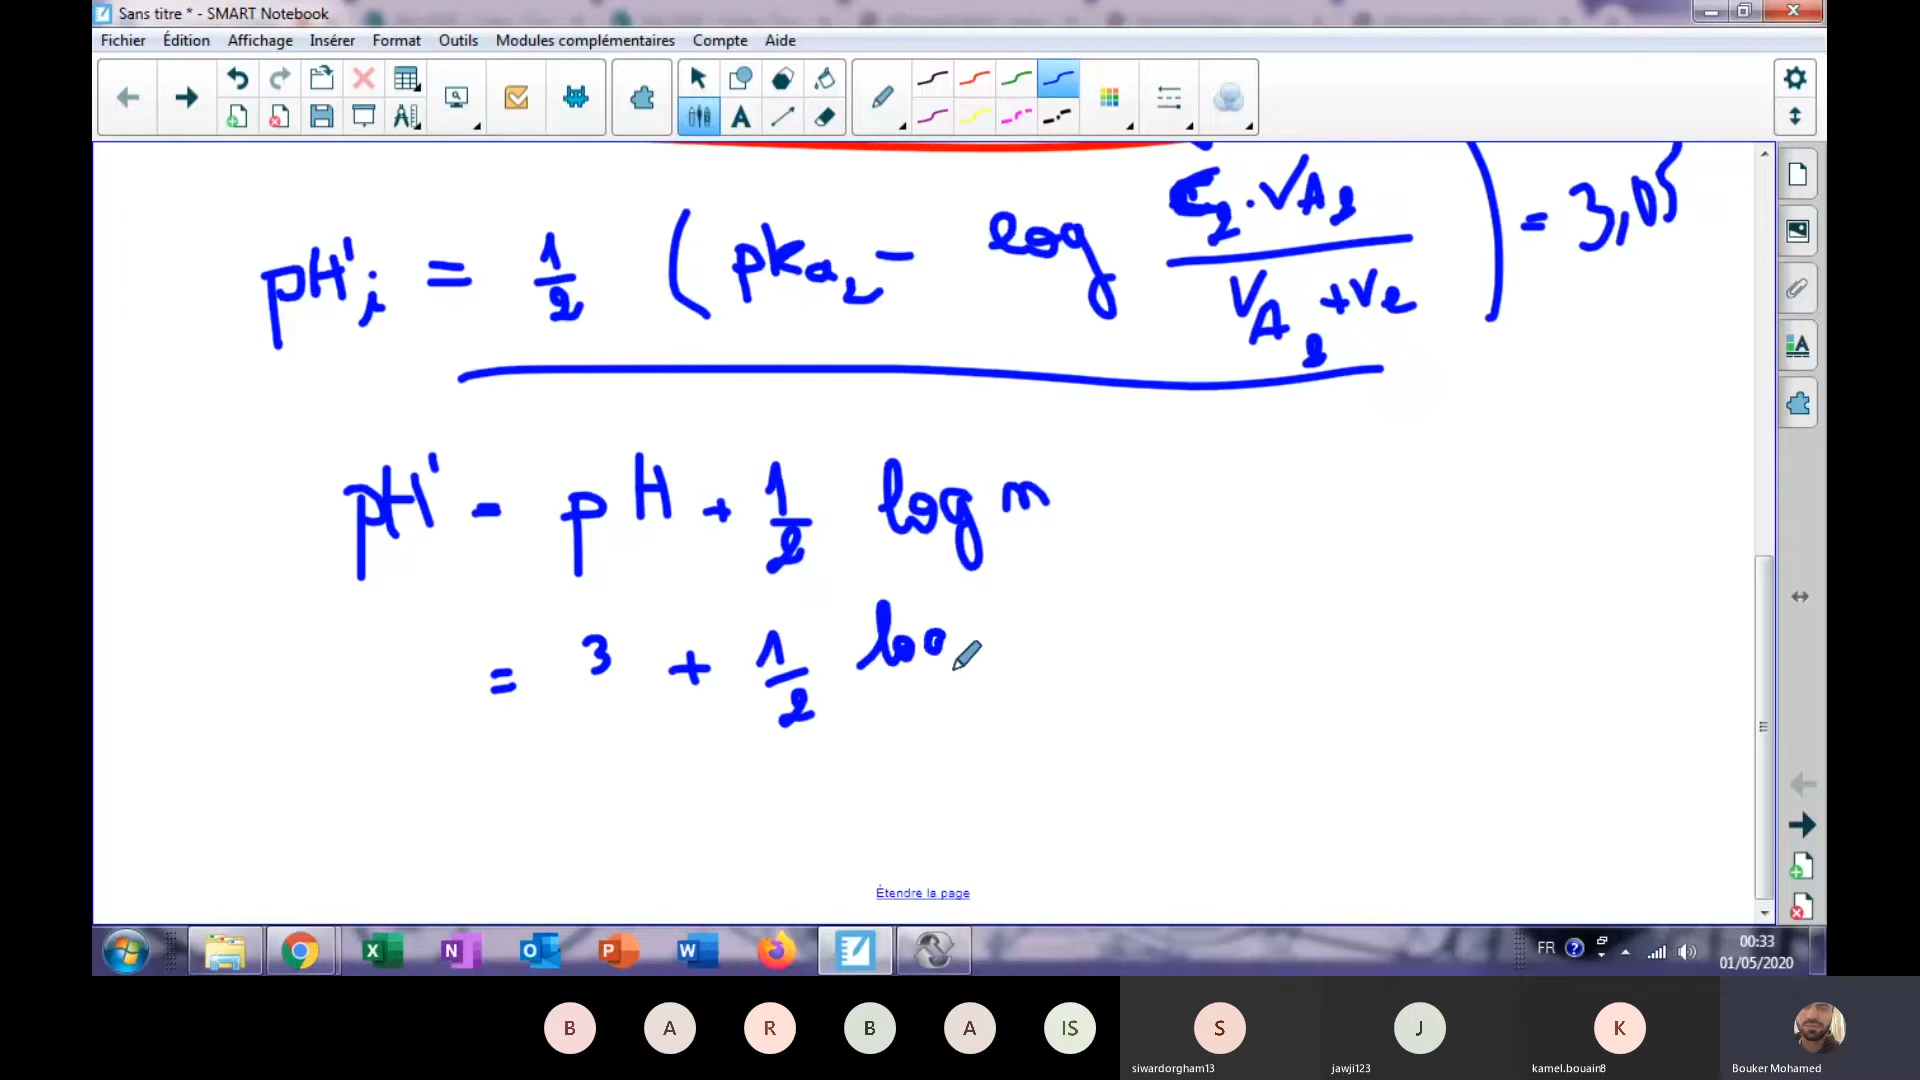 Sans titre * - SMART Notebook
Fichier Édition Affichage Insérer Format Outils Modules complémentaires Compte Aide
pH'i = 1/2 (pKa2 - log C2.VA2 / VA2 + Ve) = 3,05
pH' = pH + 1/2 log n
= 3 + 1/2 loo
Étendre la page
FR
00:33
01/05/2020
B A R B A IS S J K
siwardorgham13 jawji123 kamel.bouain8 Bouker Mohamed